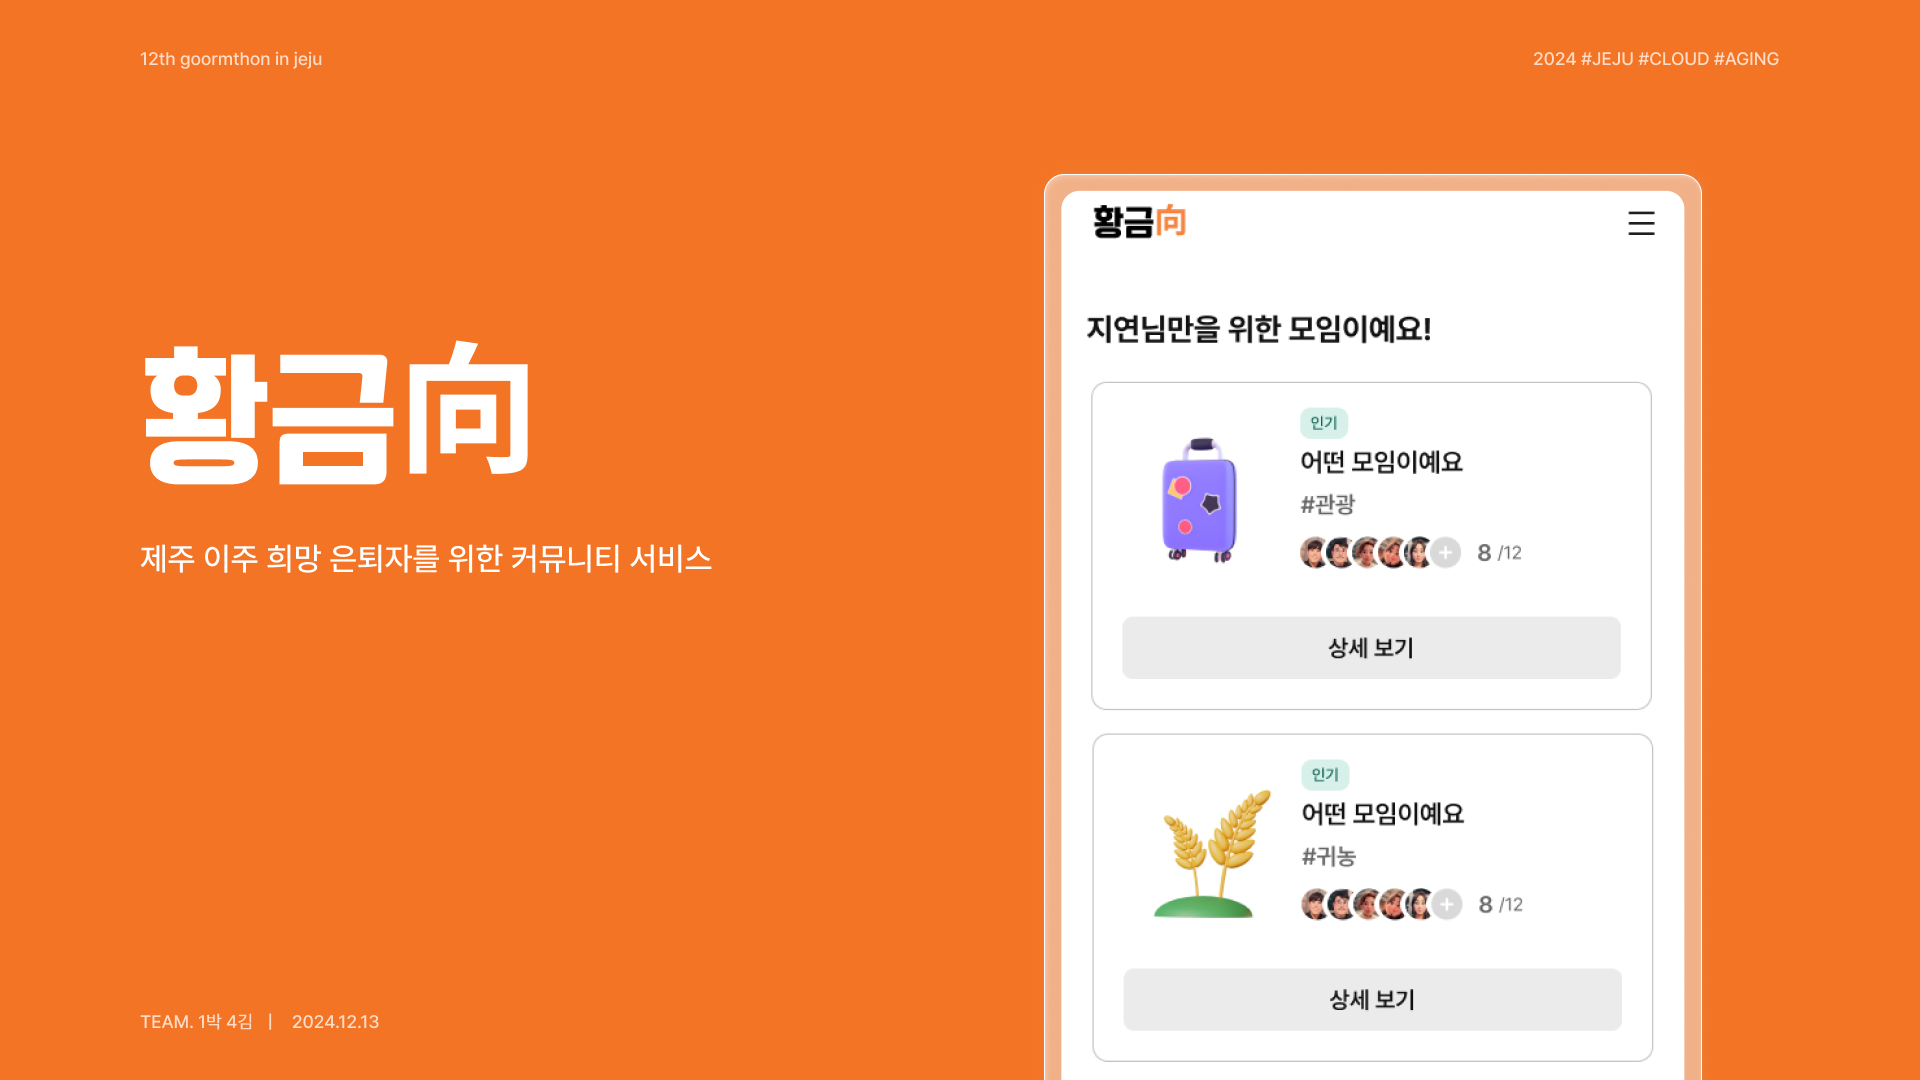 12th goormthon in jeju
2024 #JEJU #CLOUD #AGING
황금向
제주 이주 희망 은퇴자를 위한 커뮤니티 서비스
TEAM. 1박 4김 | 2024.12.13
황금向
지연님만을 위한 모임이예요!
인기
어떤 모임이예요
#관광
8 /12
상세 보기
인기
어떤 모임이예요
#귀농
8 /12
상세 보기